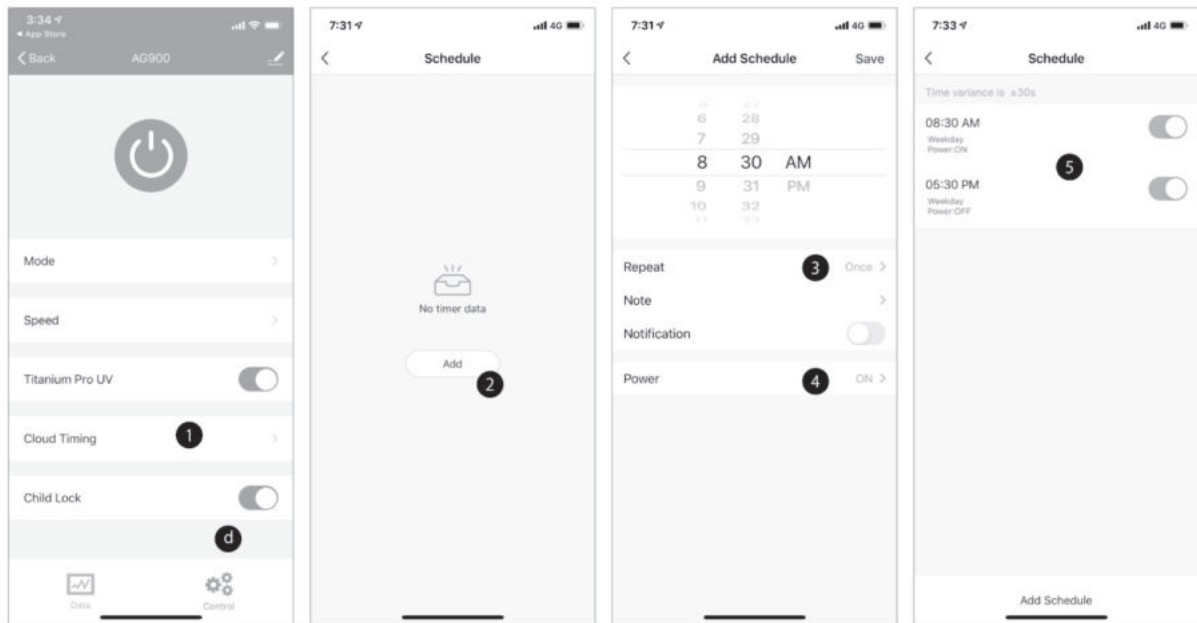 3:34
◀ App Store
Back AG900
Mode
Speed
Titanium Pro UV
Cloud Timing 1
Child Lock
d
Data Control
7:31 4G
Schedule
No timer data
Add
2
7:31 4G
Add Schedule Save
6 28
7 29
8 30 AM
9 31 PM
10 32
Repeat 3 Once
Note
Notification
Power 4 ON
7:33 4G
Schedule
Time variance is ±30s
08:30 AM
Weekday
Power:ON
5
05:30 PM
Weekday
Power:OFF
Add Schedule